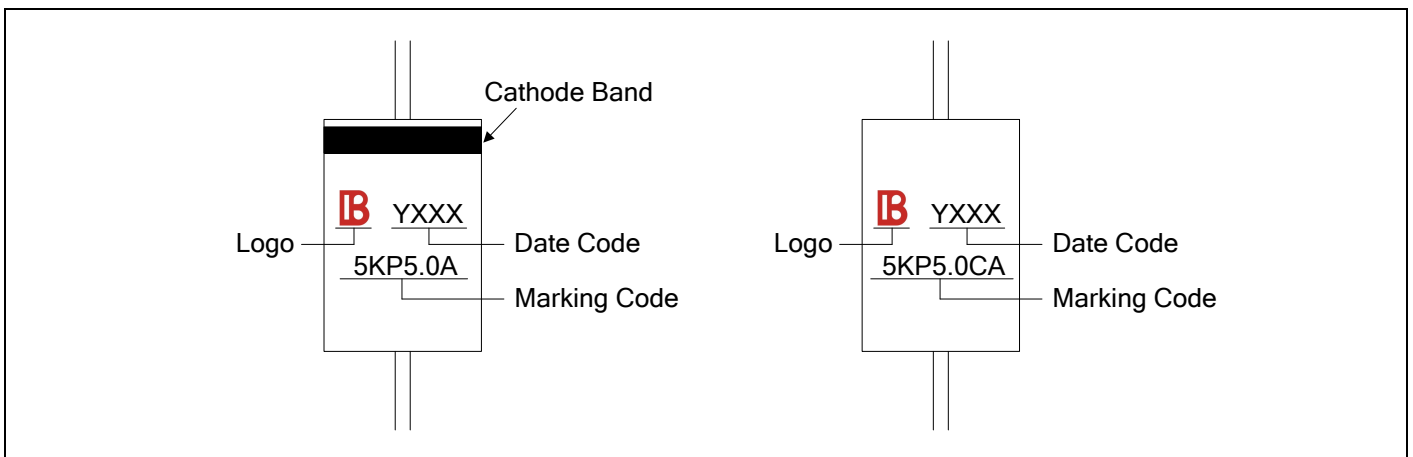 Cathode Band
B YXXX
Logo
Date Code
5KP5.0A
Marking Code
B YXXX
Logo
Date Code
5KP5.0CA
Marking Code